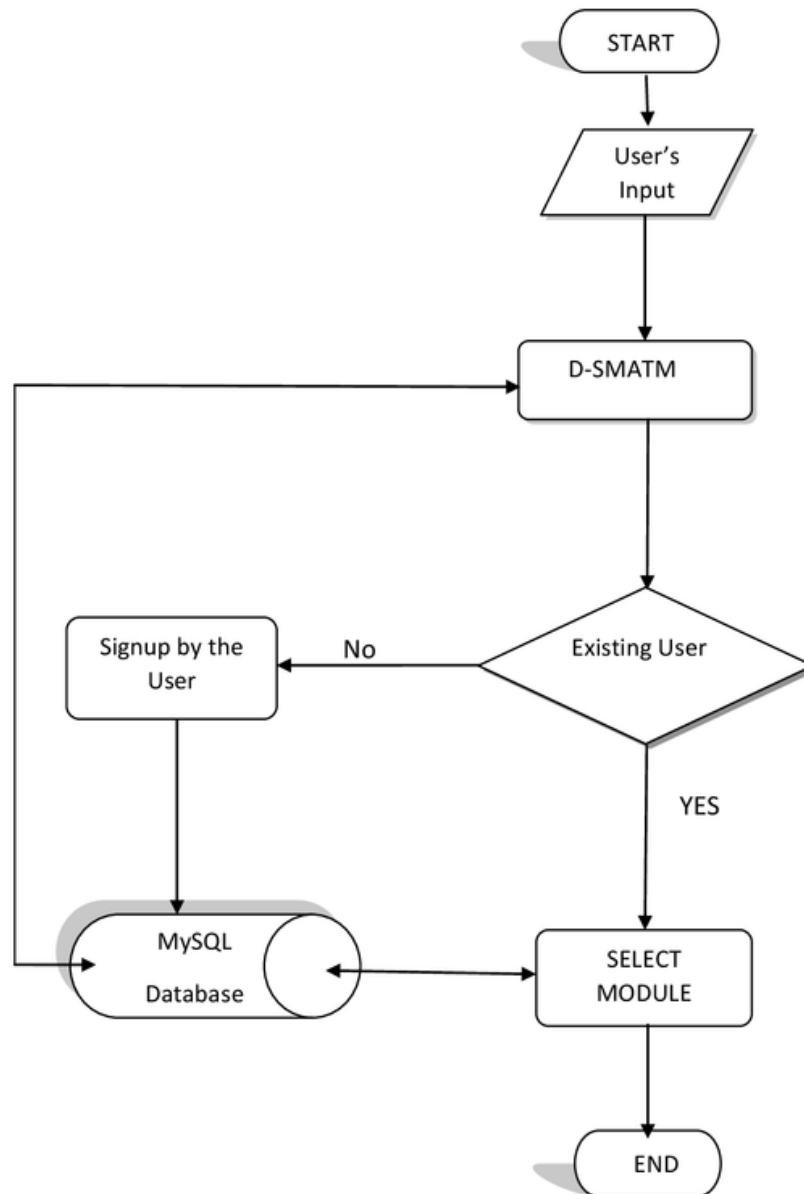 START
User’s
Input
D-SMATM
Existing User
No
Signup by the
User
YES
MySQL
Database
SELECT
MODULE
END